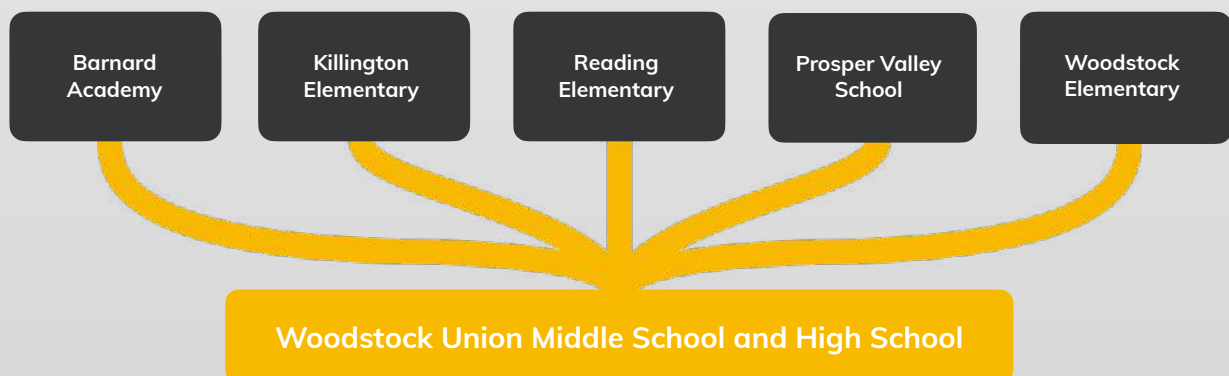 Barnard
Academy
Killington
Elementary
Reading
Elementary
Prosper Valley
School
Woodstock
Elementary
Woodstock Union Middle School and High School